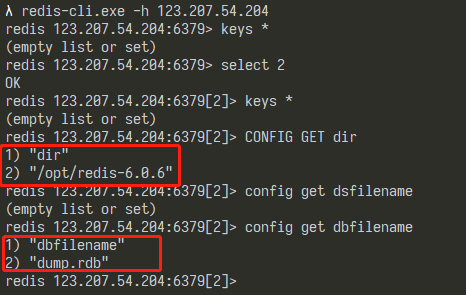 λ redis-cli.exe -h 123.207.54.204
redis 123.207.54.204:6379> keys *
(empty list or set)
redis 123.207.54.204:6379> select 2
OK
redis 123.207.54.204:6379[2]> keys *
(empty list or set)
redis 123.207.54.204:6379[2]> CONFIG GET dir
1) "dir"
2) "/opt/redis-6.0.6"
redis 123.207.54.204:6379[2]> config get dsfilename
(empty list or set)
redis 123.207.54.204:6379[2]> config get dbfilename
1) "dbfilename"
2) "dump.rdb"
redis 123.207.54.204:6379[2]>